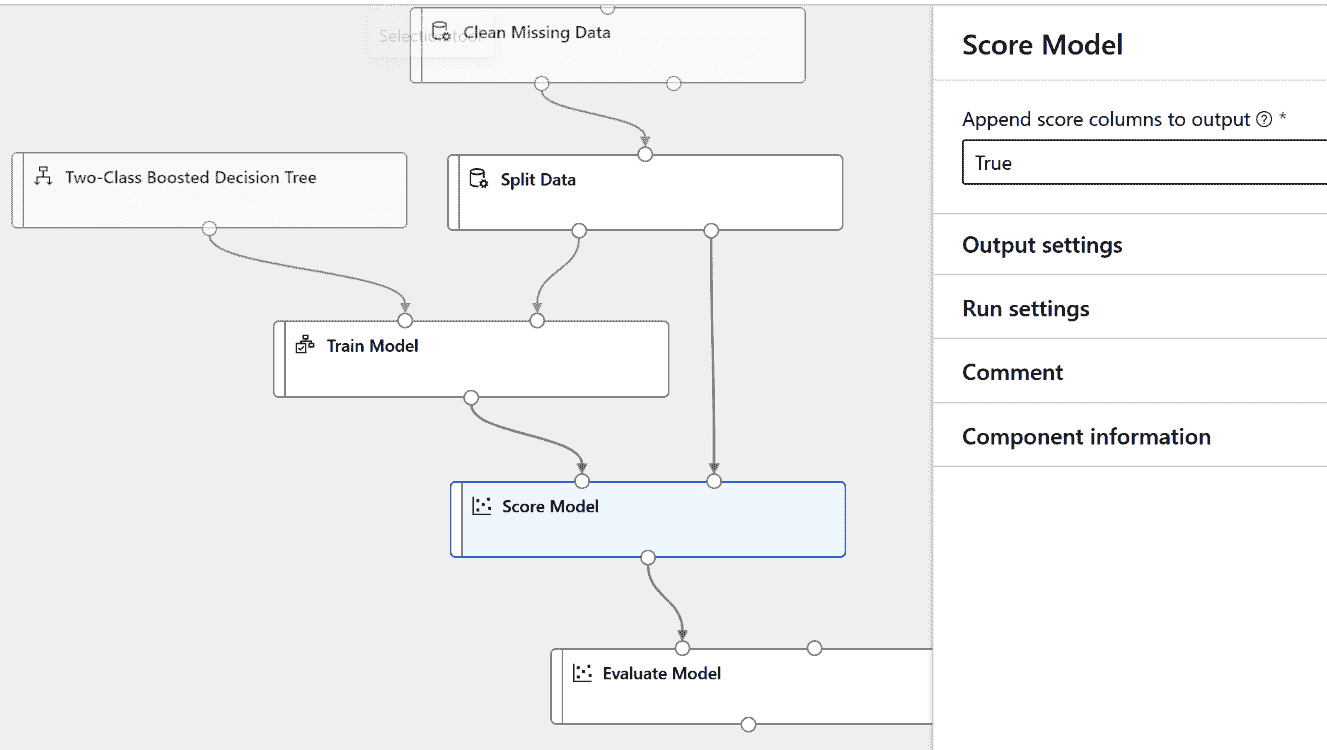 Selection tool
Clean Missing Data
Two-Class Boosted Decision Tree
Split Data
Train Model
Score Model
Evaluate Model
Score Model
Append score columns to output ? *
True
Output settings
Run settings
Comment
Component information